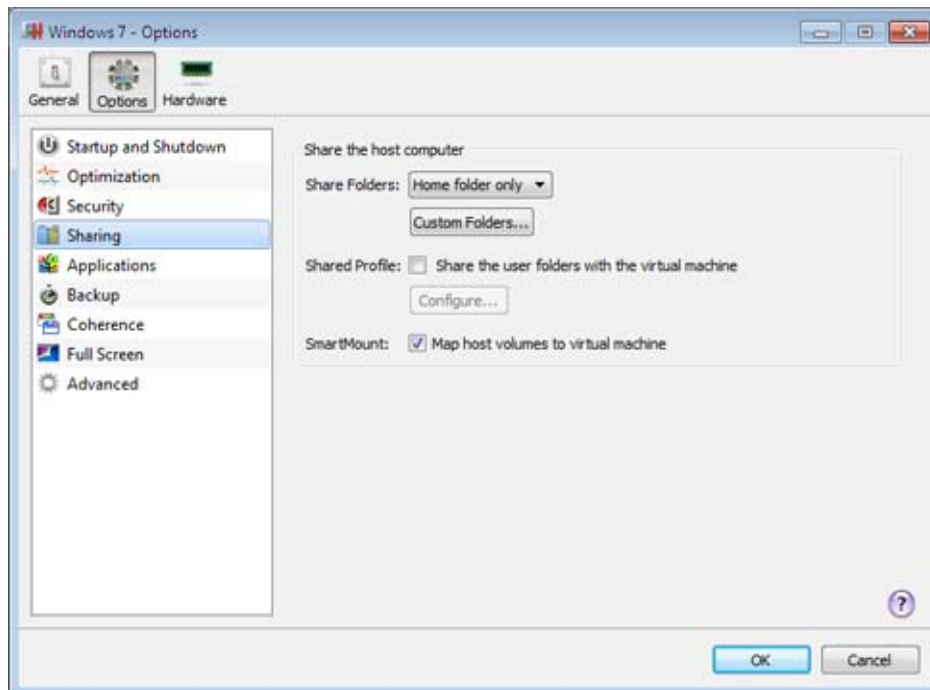 Windows 7 - Options
General Options Hardware
Startup and Shutdown
Optimization
Security
Sharing
Applications
Backup
Coherence
Full Screen
Advanced
Share the host computer
Share Folders: Home folder only
Custom Folders...
Shared Profile: Share the user folders with the virtual machine
Configure...
SmartMount: Map host volumes to virtual machine
?
OK Cancel